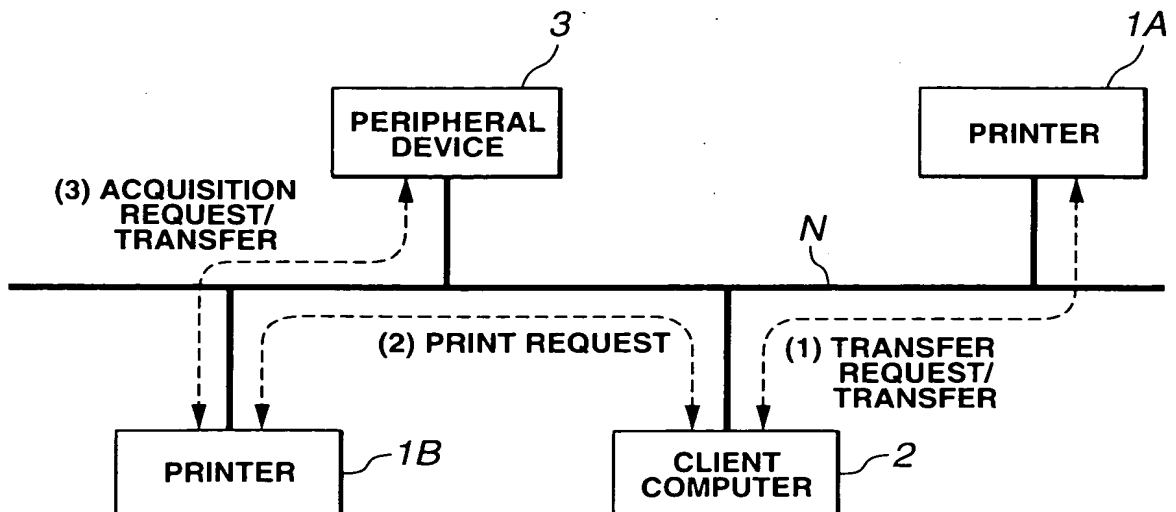 3
1A
PERIPHERAL
DEVICE
PRINTER
(3) ACQUISITION
REQUEST/
TRANSFER
N
(2) PRINT REQUEST
(1) TRANSFER
REQUEST/
TRANSFER
PRINTER
1B
CLIENT
COMPUTER
2